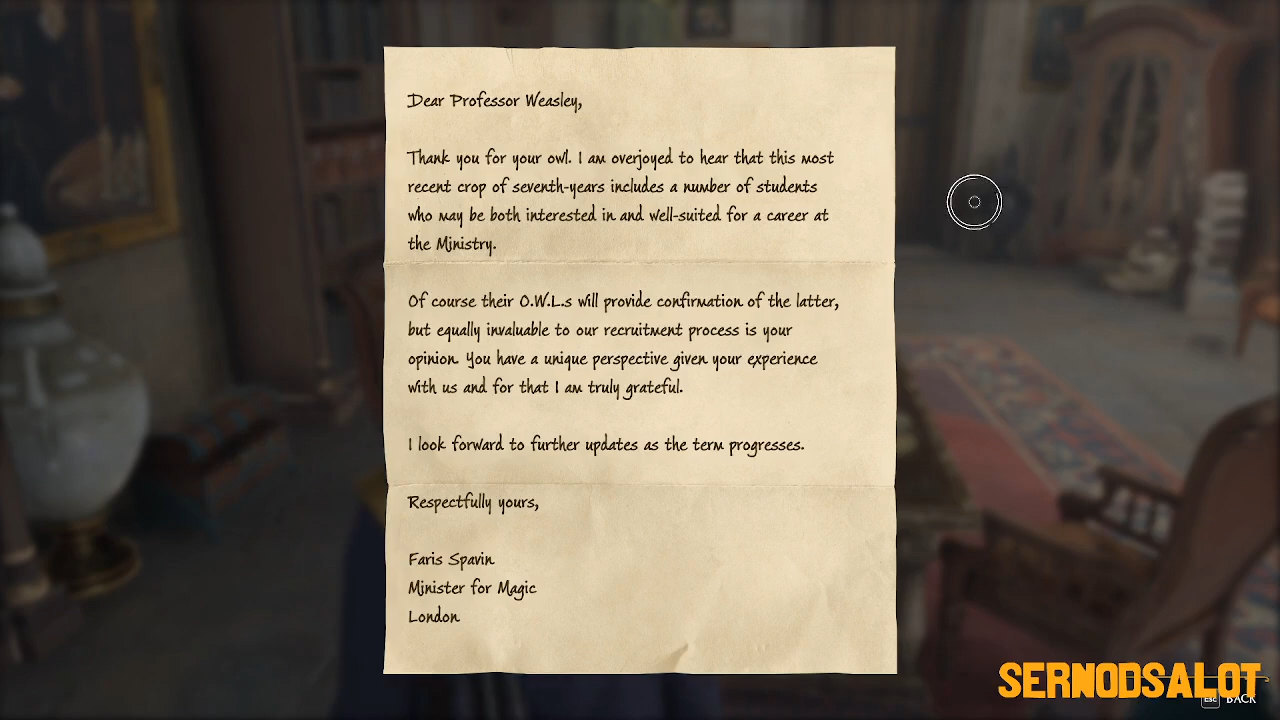 Dear Professor Weasley,
Thank you for your owl. I am overjoyed to hear that this most
recent crop of seventh-years includes a number of students
who may be both interested in and well-suited for a career at
the Ministry.
Of course their O.W.L.s will provide confirmation of the latter,
but equally invaluable to our recruitment process is your
opinion. You have a unique perspective given your experience
with us and for that I am truly grateful.
I look forward to further updates as the term progresses.
Respectfully yours,
Faris Spavin
Minister for Magic
London
SERNODSALOT
Esc BACK